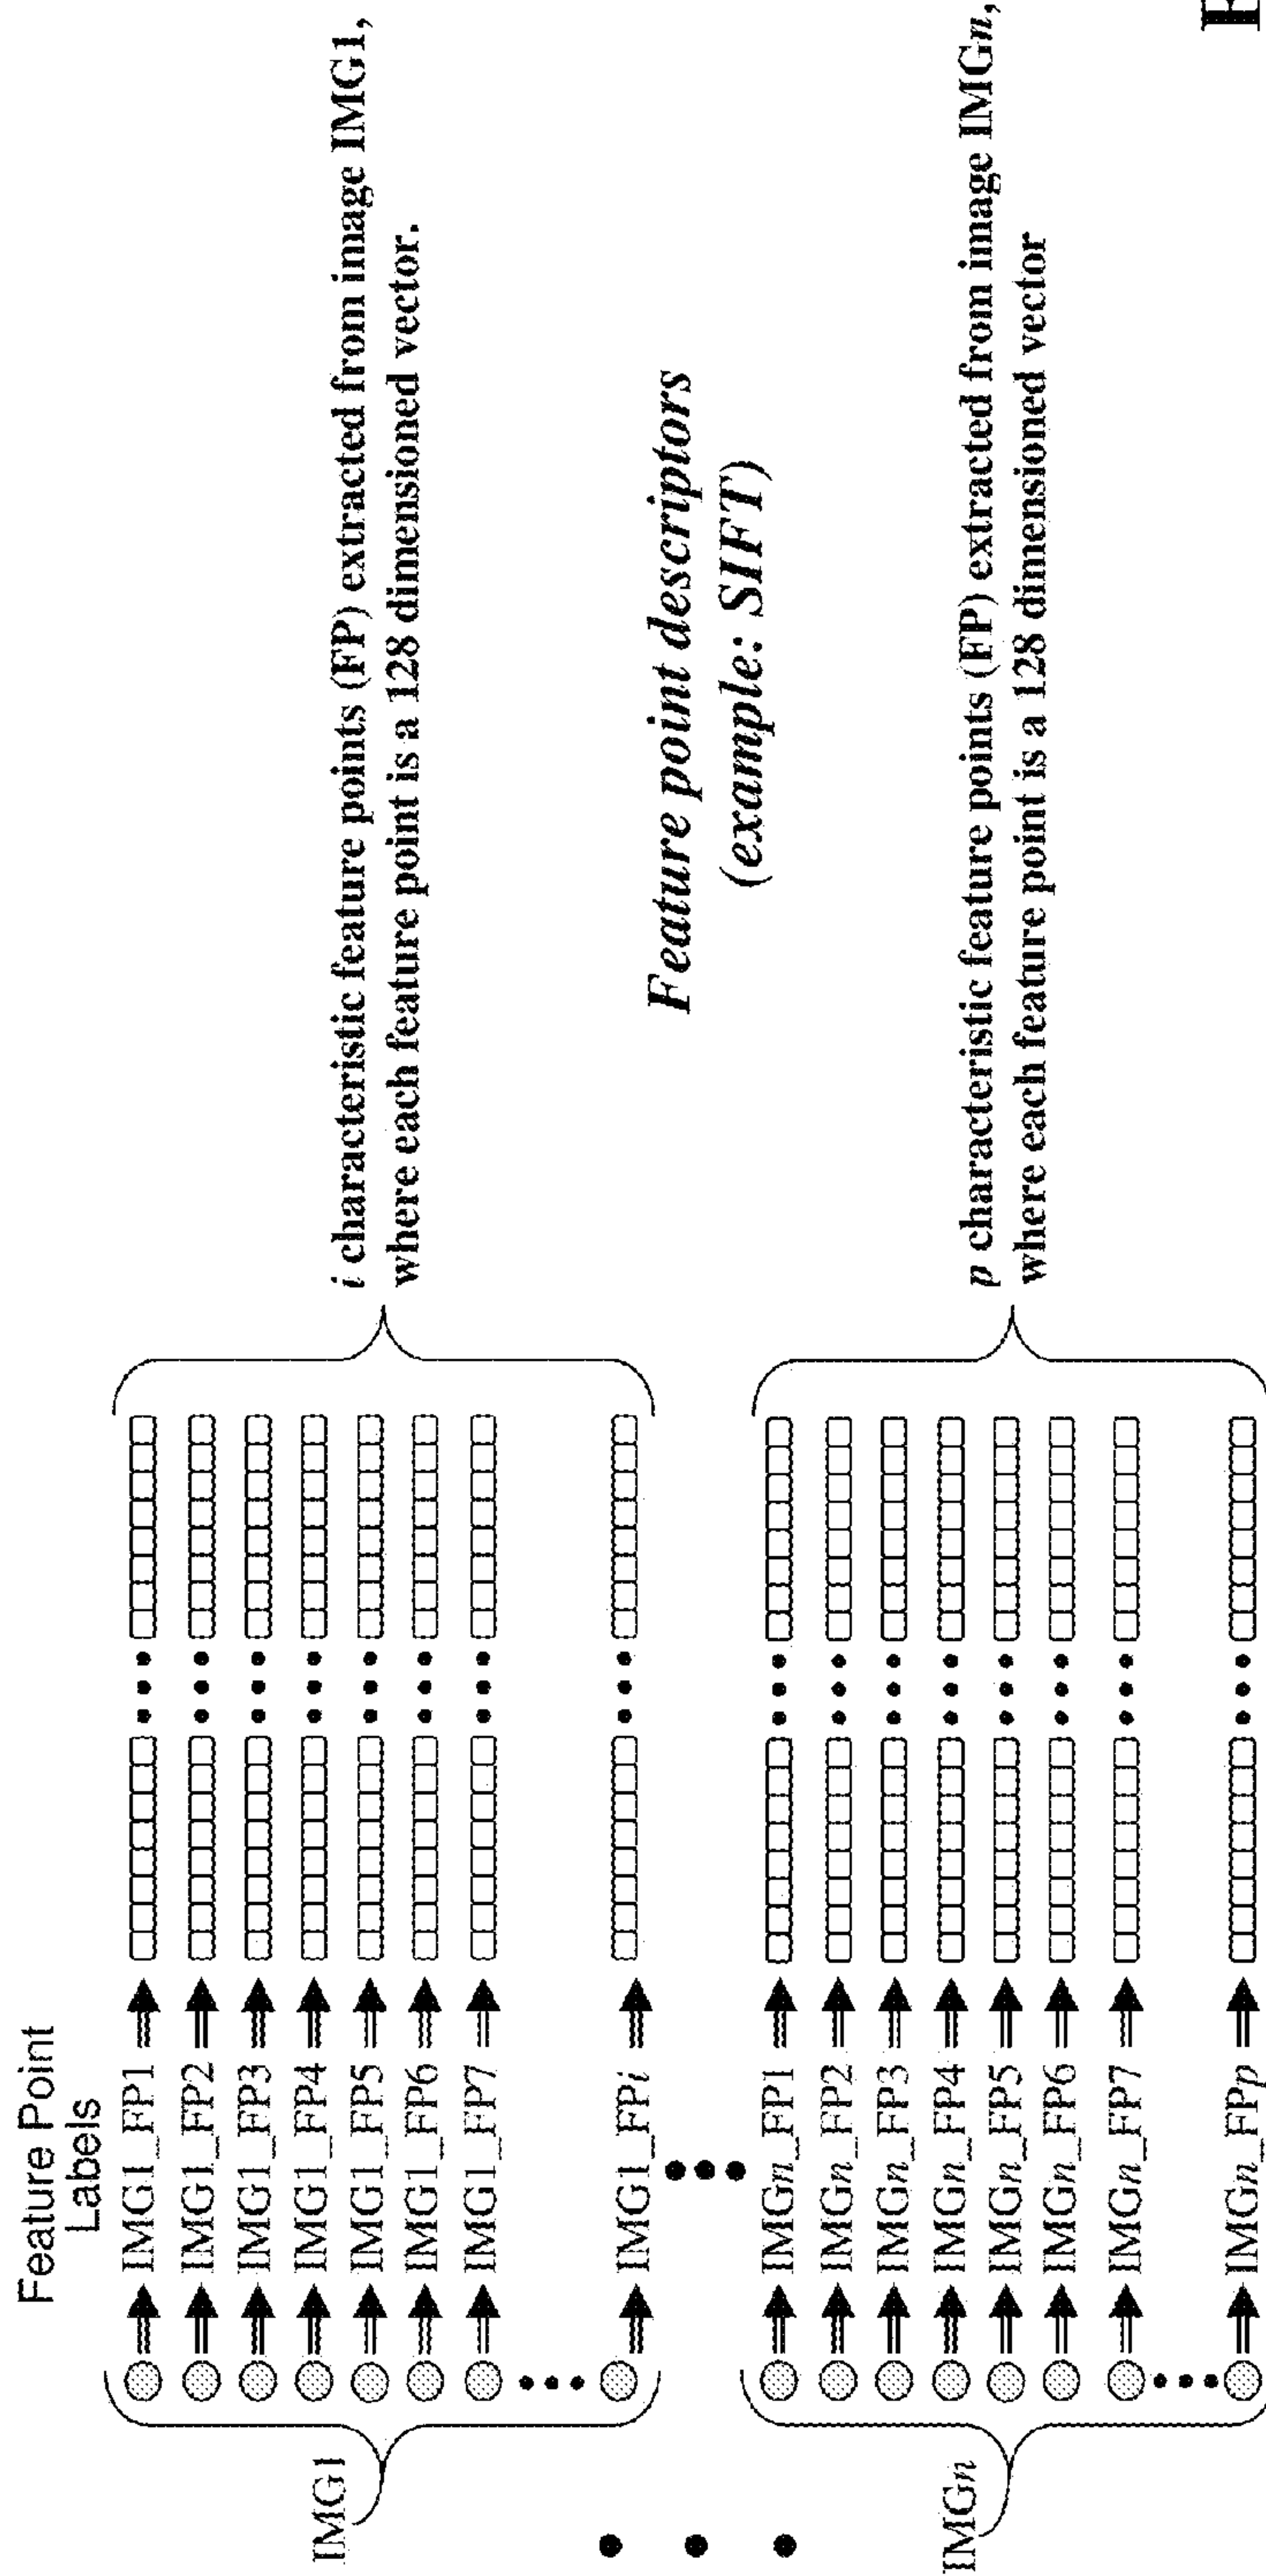 Feature Point
Labels
IMG1
IMG1_FP1
IMG1_FP2
IMG1_FP3
IMG1_FP4
IMG1_FP5
IMG1_FP6
IMG1_FP7
IMG1_FPi
i characteristic feature points (FP) extracted from image IMG1,
where each feature point is a 128 dimensioned vector.
Feature point descriptors
(example: SIFT)
IMGn
IMGn_FP1
IMGn_FP2
IMGn_FP3
IMGn_FP4
IMGn_FP5
IMGn_FP6
IMGn_FP7
IMGn_FPp
p characteristic feature points (FP) extracted from image IMGn,
where each feature point is a 128 dimensioned vector